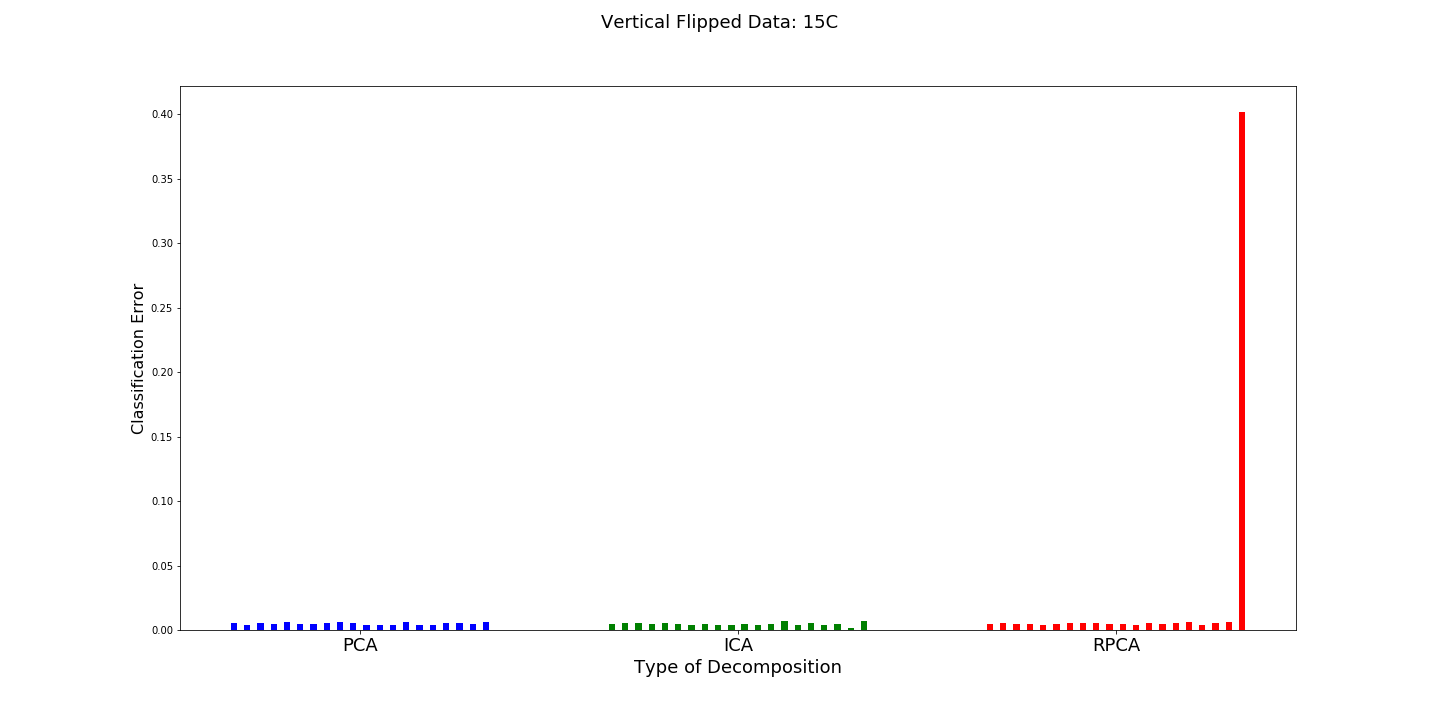 Vertical Flipped Data: 15C
0.40
0.35
0.30
0.25
0.20
0.15
0.10
0.05
0.00
Classification Error
PCA ICA RPCA
Type of Decomposition